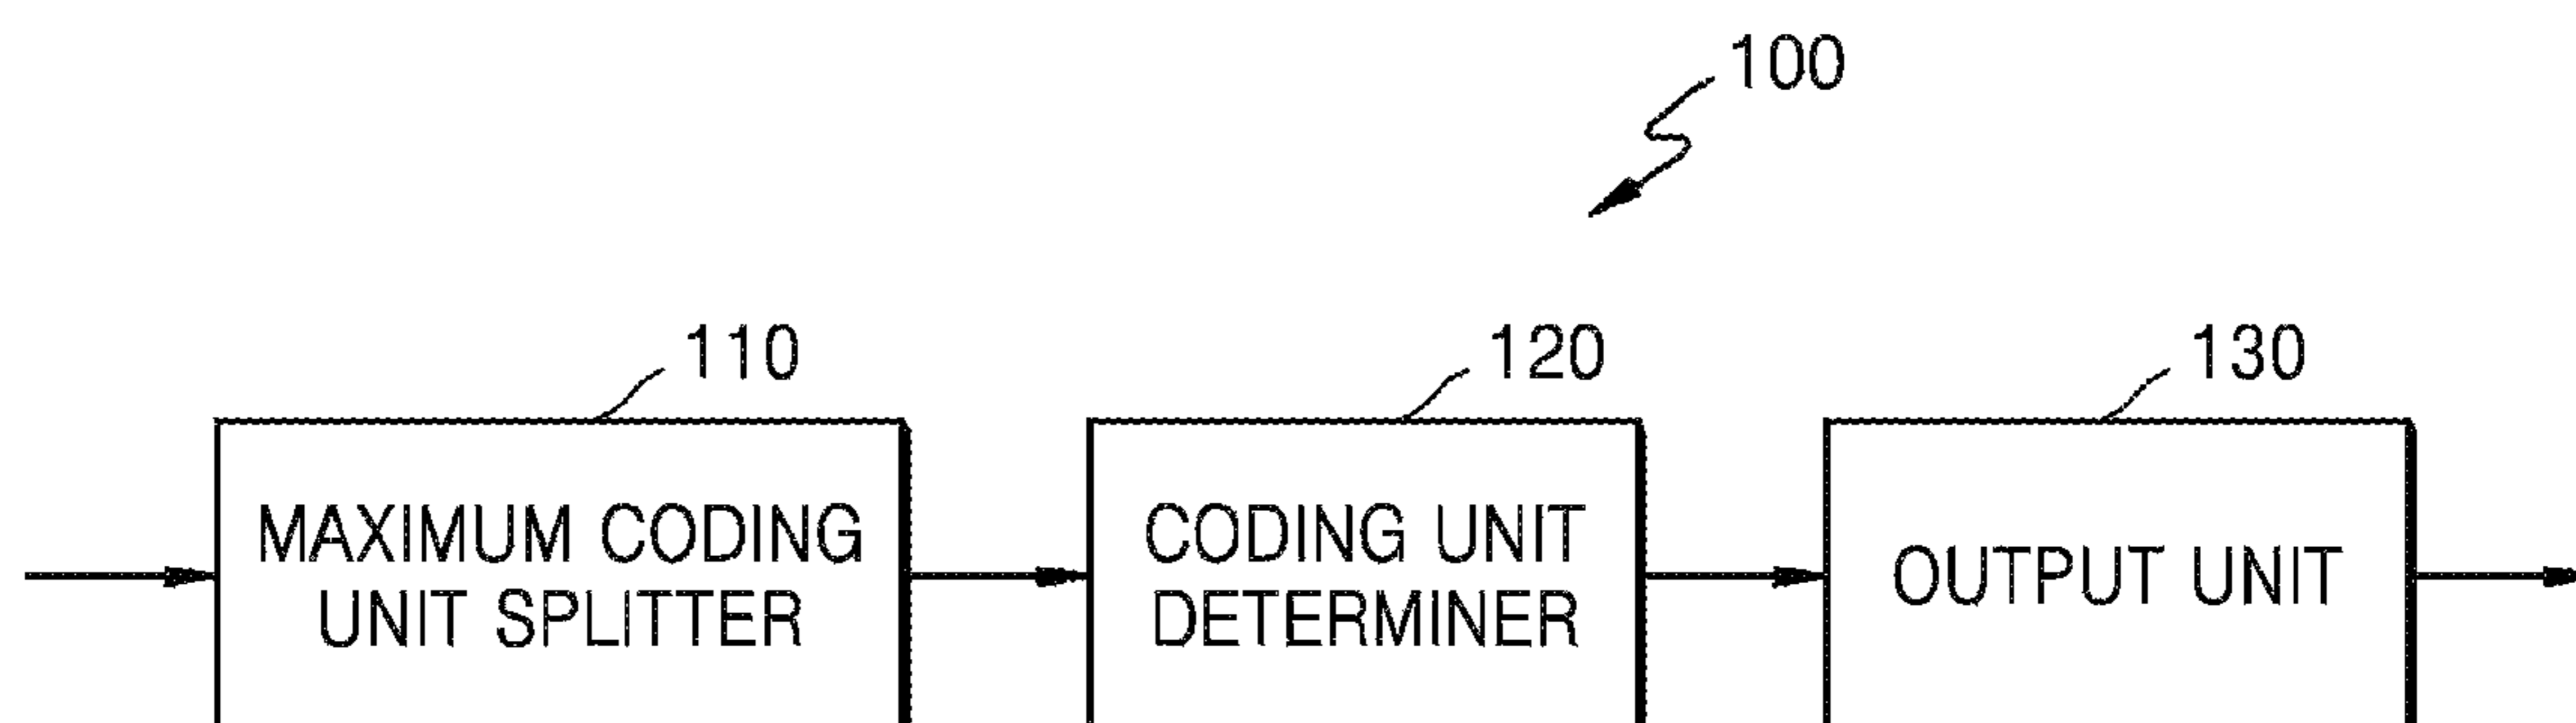 100
110
120
130
MAXIMUM CODING
UNIT SPLITTER
CODING UNIT
DETERMINER
OUTPUT UNIT